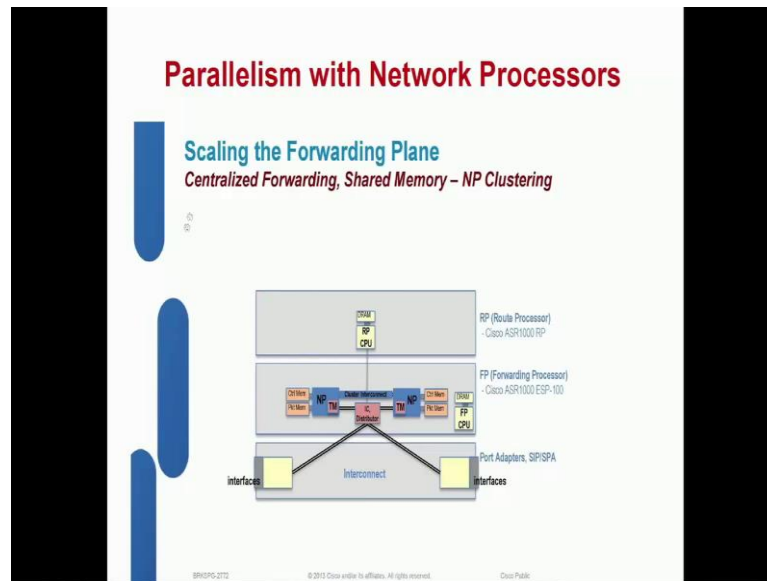 Parallelism with Network Processors
Scaling the Forwarding Plane
Centralized Forwarding, Shared Memory – NP Clustering
DRAM
RP
CPU
RP (Route Processor)
- Cisco ASR1000 RP
FP (Forwarding Processor)
- Cisco ASR1000 ESP-100
Ctrl Mem
Pkt Mem
NP
TM
Cluster Interconnect
IC,
Distributor
TM
NP
Ctrl Mem
Pkt Mem
DRAM
FP
CPU
Port Adapters, SIP/SPA
interfaces
Interconnect
interfaces
BRKSPG-2772
© 2013 Cisco and/or its affiliates. All rights reserved.
Cisco Public